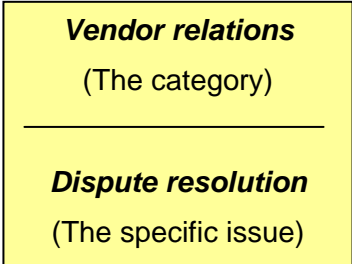 Vendor relations
(The category)
Dispute resolution
(The specific issue)